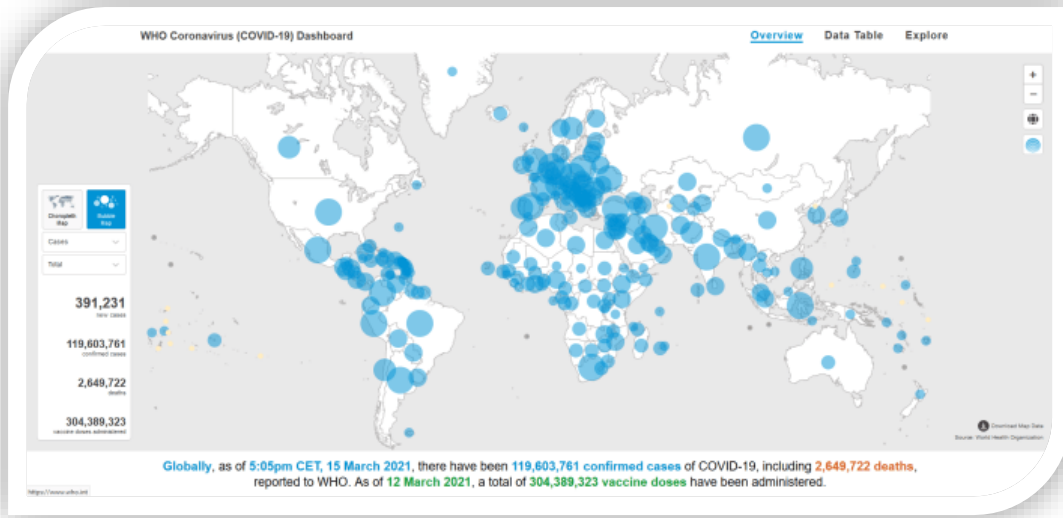 WHO Coronavirus (COVID-19) Dashboard
Overview Data Table Explore
+
−
Choropleth Map
Bubble Map
Cases
Total
391,231
new cases
119,603,761
confirmed cases
2,649,722
deaths
304,389,323
vaccine doses administered
Download Map Data
Source: World Health Organization
Globally, as of 5:05pm CET, 15 March 2021, there have been 119,603,761 confirmed cases of COVID-19, including 2,649,722 deaths,
reported to WHO. As of 12 March 2021, a total of 304,389,323 vaccine doses have been administered.
https://www.who.int